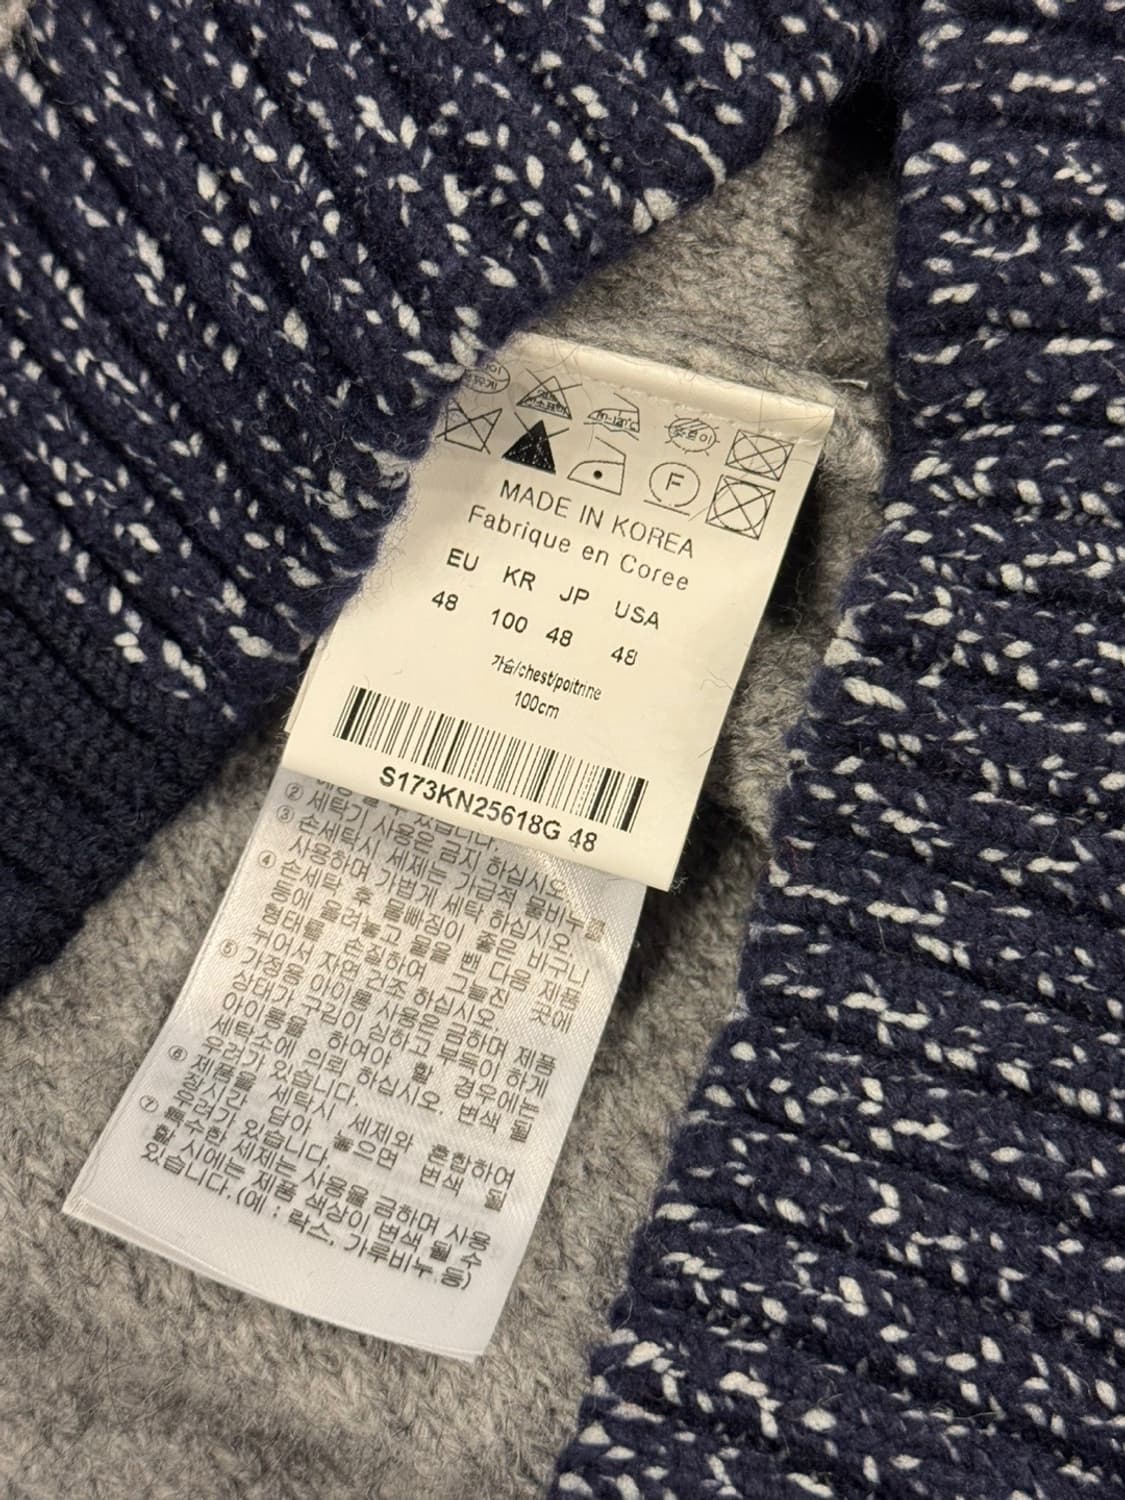 드라이
MADE IN KOREA
Fabrique en Coree
EU KR JP USA
48 100 48 48
가슴/chest/poitrine
100cm
S173KN25618G 48
② 세탁기 사용은 금지 하십시오.
③ 손세탁시 세제는 가급적 물비누를
사용하며 가볍게 세탁 하십시오.
④ 손세탁 후 물빠짐이 좋은 바구니
등에 올려놓고 물을 뺀 다음 제품
형태를 손질하여 그늘진 곳에
뉘어서 자연건조 하십시오.
⑤ 가정용 아이롱 사용은 금하며 제품
상태가 구김이 심하고 부득이 하게
아이롱을 하여야 할 경우에는
세탁소에 의뢰 하십시오. 변색 될
우려가 있습니다.
⑥ 제품 세탁시 세제와 혼합하여
장시간 담아 놓으면 변색 될
우려가 있습니다.
⑦ 특수한 세제는 사용을 금하며 사용
할 시에는 제품 색상이 변색 될 수
있습니다.(예 : 락스, 가루비누 등)